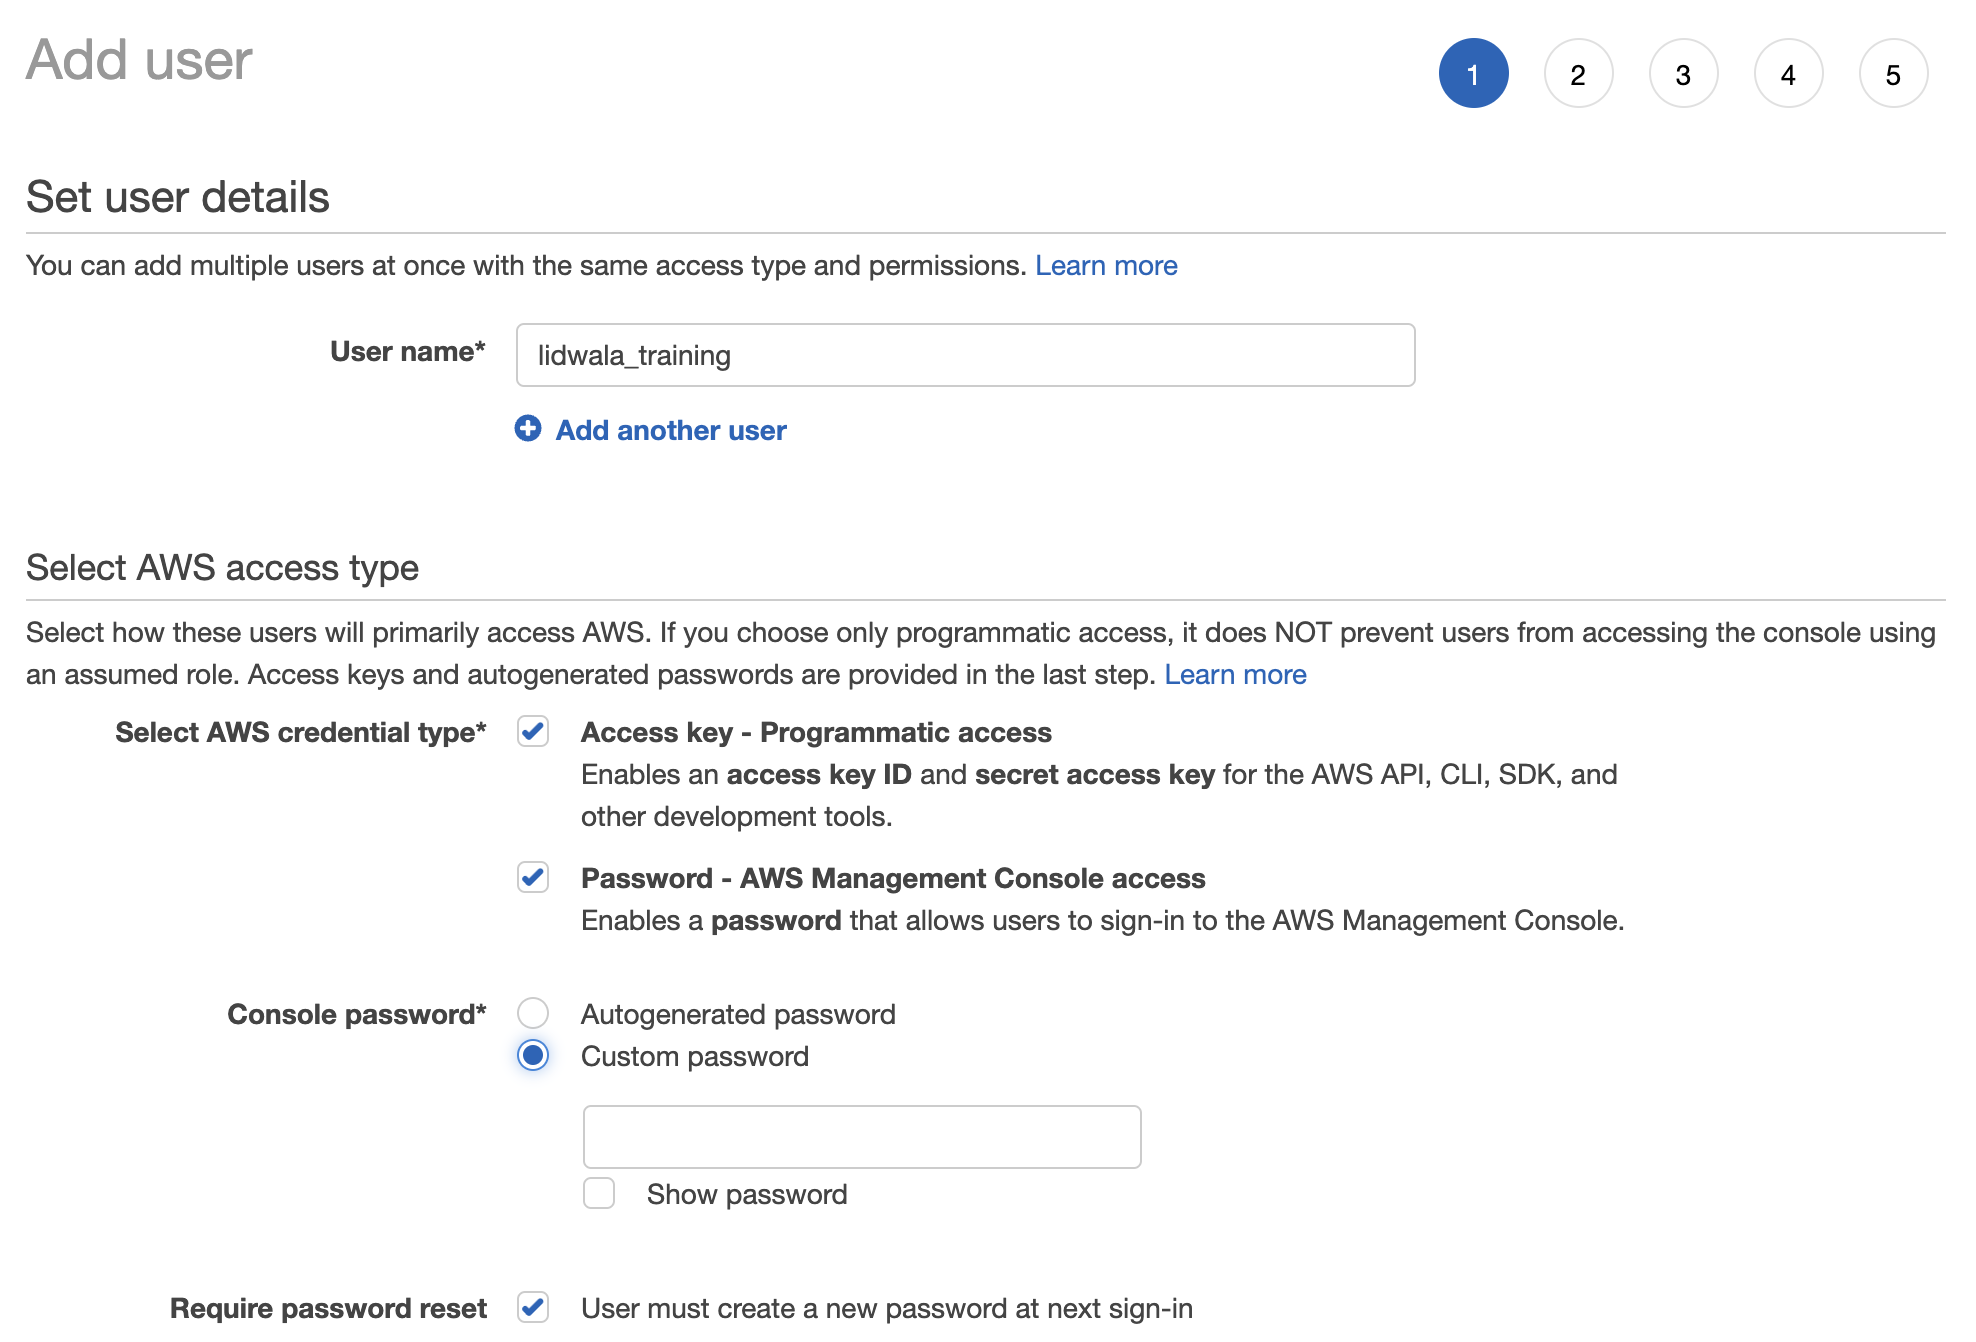 Add user
1 2 3 4 5
Set user details
You can add multiple users at once with the same access type and permissions. Learn more
User name* lidwala_training
Add another user
Select AWS access type
Select how these users will primarily access AWS. If you choose only programmatic access, it does NOT prevent users from accessing the console using
an assumed role. Access keys and autogenerated passwords are provided in the last step. Learn more
Select AWS credential type* Access key - Programmatic access
Enables an access key ID and secret access key for the AWS API, CLI, SDK, and
other development tools.
Password - AWS Management Console access
Enables a password that allows users to sign-in to the AWS Management Console.
Console password* Autogenerated password
Custom password
Show password
Require password reset User must create a new password at next sign-in